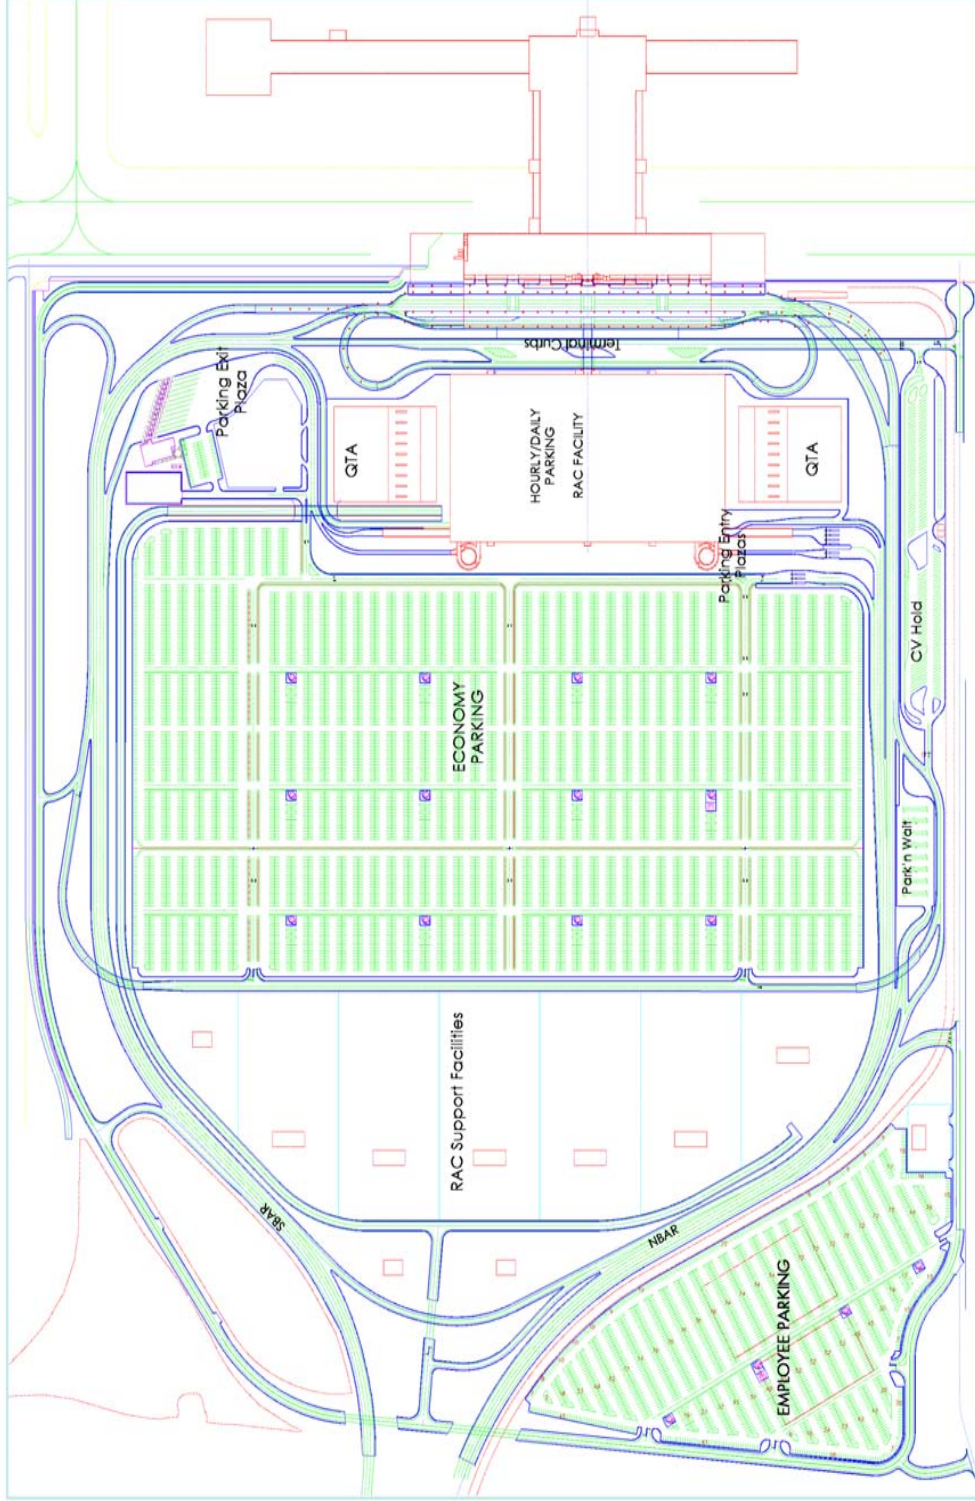 Terminal Curbs
Parking Exit
Plaza
QTA
HOURLY/DAILY
PARKING
RAC FACILITY
QTA
Parking Entry
Plazas
CV Hold
ECONOMY
PARKING
Park'n Wait
RAC Support Facilities
SBAR
NBAR
EMPLOYEE PARKING